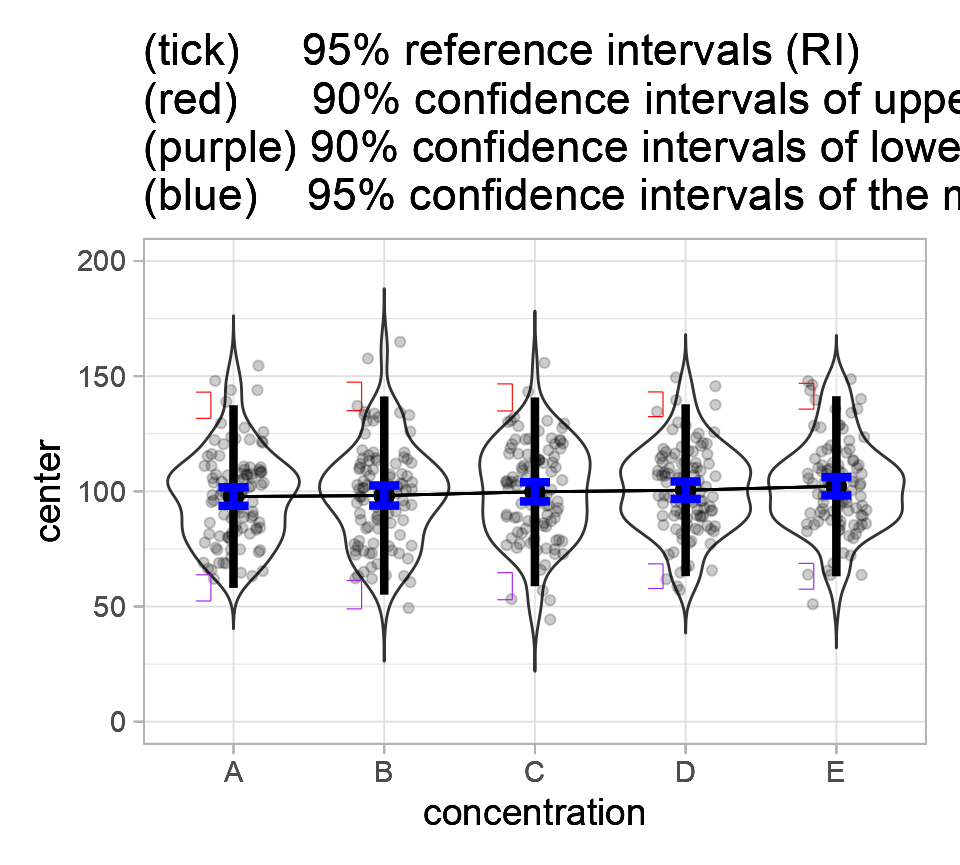 (tick) 95% reference intervals (RI)
(red) 90% confidence intervals of uppe
(purple) 90% confidence intervals of lowe
(blue) 95% confidence intervals of the m
200
150
100
50
0
center
A B C D E
concentration